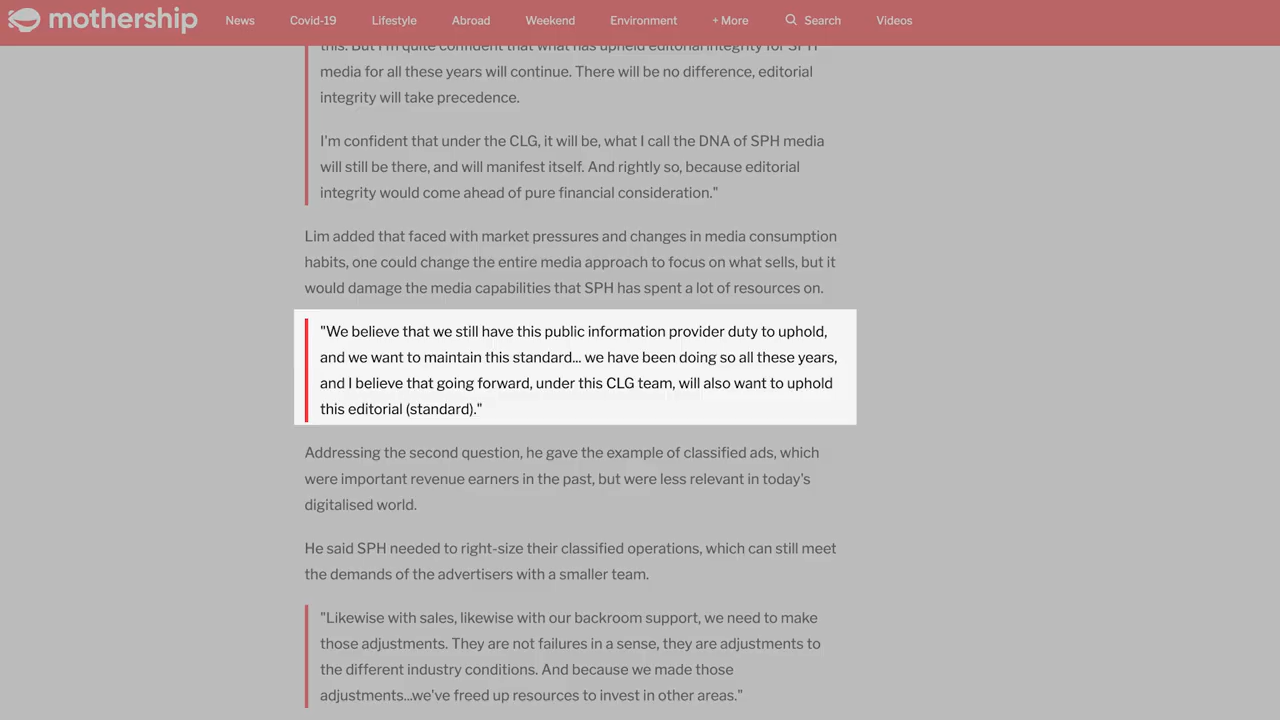 mothership
News
Covid-19
Lifestyle
Abroad
Weekend
Environment
+ More
Search
Videos
this. But I'm quite confident that what has upheld editorial integrity for SPH
media for all these years will continue. There will be no difference, editorial
integrity will take precedence.
I'm confident that under the CLG, it will be, what I call the DNA of SPH media
will still be there, and will manifest itself. And rightly so, because editorial
integrity would come ahead of pure financial consideration."
Lim added that faced with market pressures and changes in media consumption
habits, one could change the entire media approach to focus on what sells, but it
would damage the media capabilities that SPH has spent a lot of resources on.
"We believe that we still have this public information provider duty to uphold,
and we want to maintain this standard... we have been doing so all these years,
and I believe that going forward, under this CLG team, will also want to uphold
this editorial (standard)."
Addressing the second question, he gave the example of classified ads, which
were important revenue earners in the past, but were less relevant in today's
digitalised world.
He said SPH needed to right-size their classified operations, which can still meet
the demands of the advertisers with a smaller team.
"Likewise with sales, likewise with our backroom support, we need to make
those adjustments. They are not failures in a sense, they are adjustments to
the different industry conditions. And because we made those
adjustments...we've freed up resources to invest in other areas."